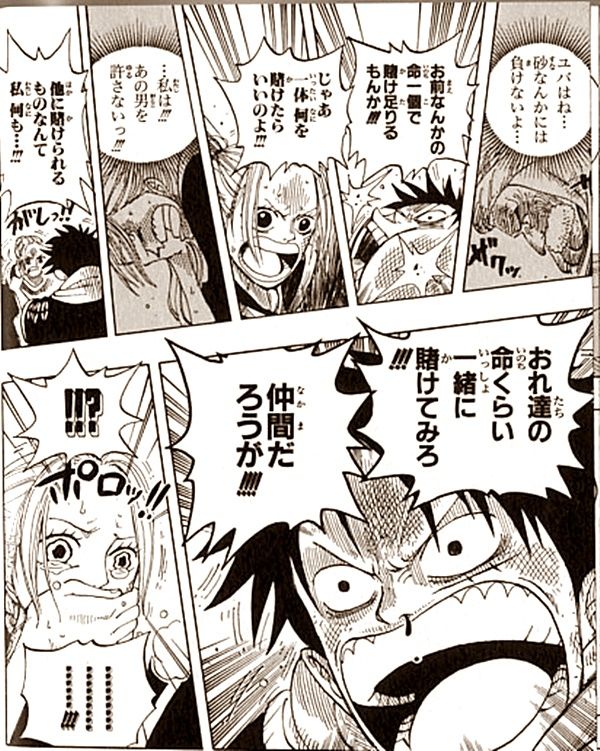 ユバはね…
砂なんかには
負けないよ…
ザクッ
お前なんかの
命一個で
賭け足りる
もんか!!!
じゃあ
一体何を
賭けたら
いいのよ!!
…私は!!!
あの男を
許さないっ!!!
他に賭けられる
ものなんて
私何も…!!!
がしっ!!
おれ達の
命くらい
一緒に
賭けてみろ
!!!
仲間だ
ろうが!!!!
!!!?
ポロッ!!
………
………!!!